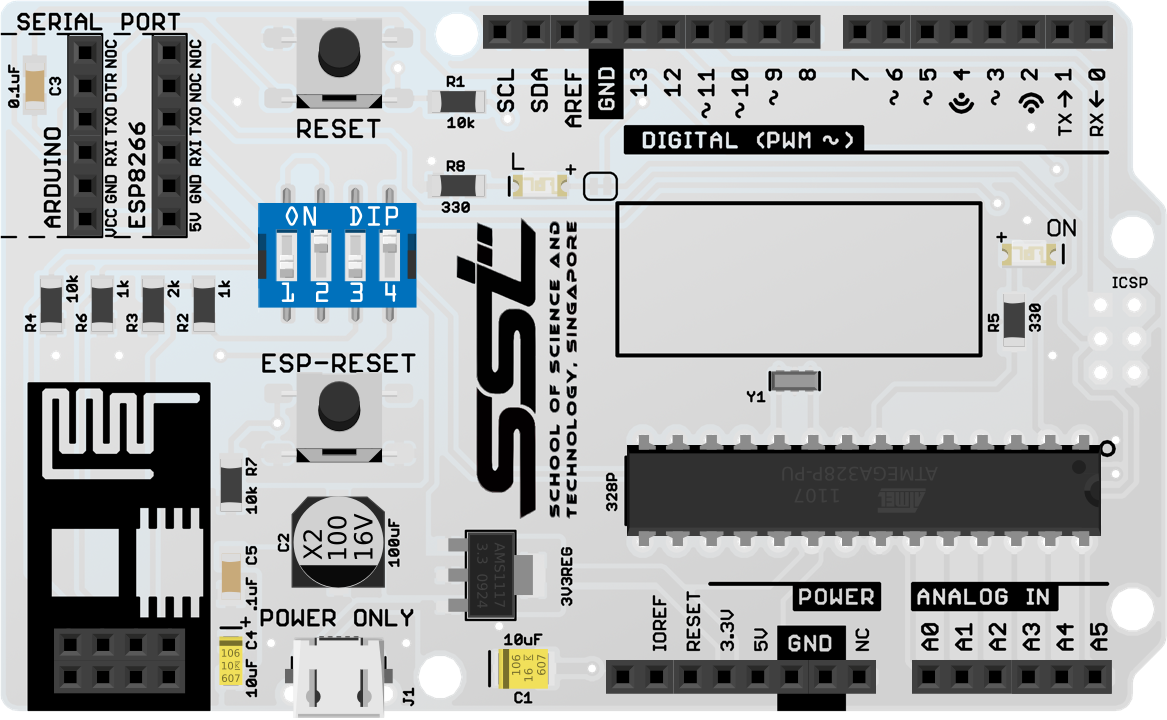 SERIAL PORT
0.1uF
C3
ARDUINO
VCC GND RXI TXO DTR NOC
ESP8266
5V GND RXI TXO NOC NOC
RESET
R1
10k
R8
330
L
+
SCL
SDA
AREF
GND
13
12
~11
~10
~9
8
7
~6
~5
4
~3
2
TX→1
RX←0
DIGITAL (PWM ~)
ON DIP
1 2 3 4
R4
10k
R6
1k
R3
2k
R2
1k
ESP-RESET
SST
SCHOOL OF SCIENCE AND
TECHNOLOGY, SINGAPORE
+
ON
R5
330
ICSP
Y1
328P
ATMEGA328P-PU
1107
ATMEL
R7
10k
C2
X2
100
16V
100uF
C5
.1uF
+
C4
10uF
106
10E
607
POWER ONLY
J1
AMS1117
3.3 0924
3V3REG
10uF
106
16E
607
C1
POWER
ANALOG IN
IOREF
RESET
3.3V
5V
GND
NC
A0
A1
A2
A3
A4
A5